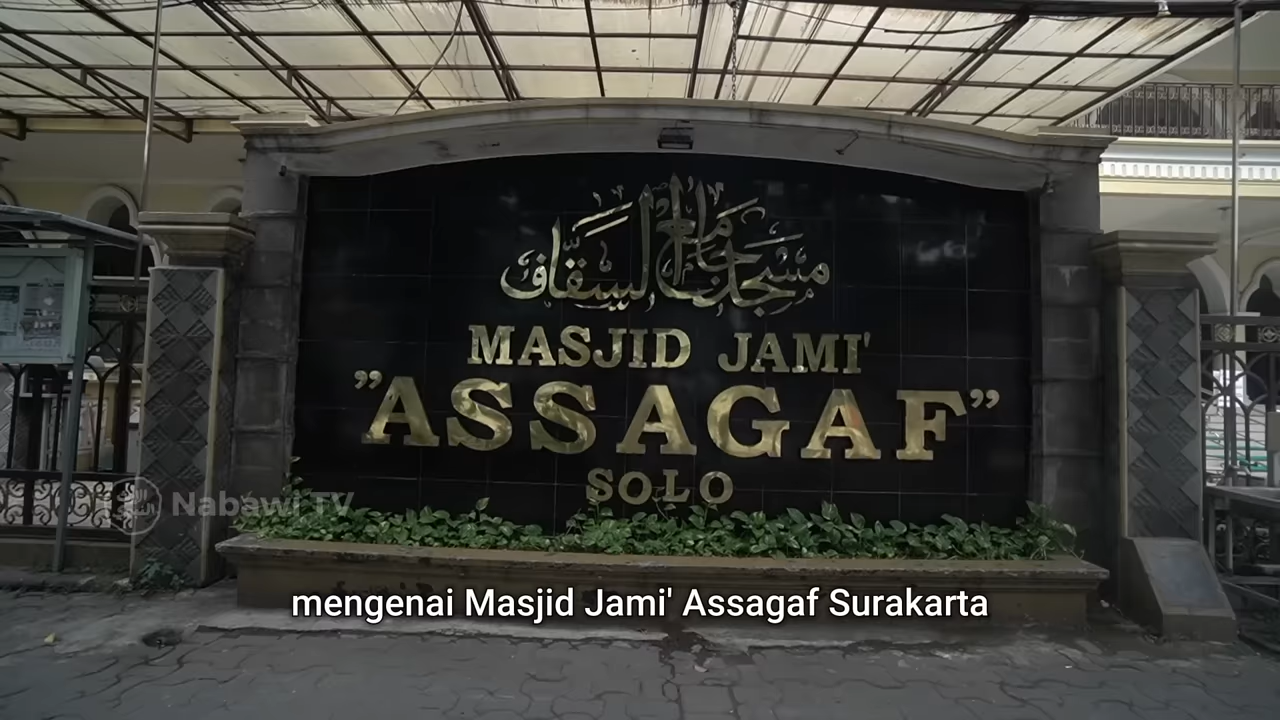 مسجد جامع السقاف
MASJID JAMI'
"ASSAGAF"
SOLO
Nabawi TV
mengenai Masjid Jami' Assagaf Surakarta